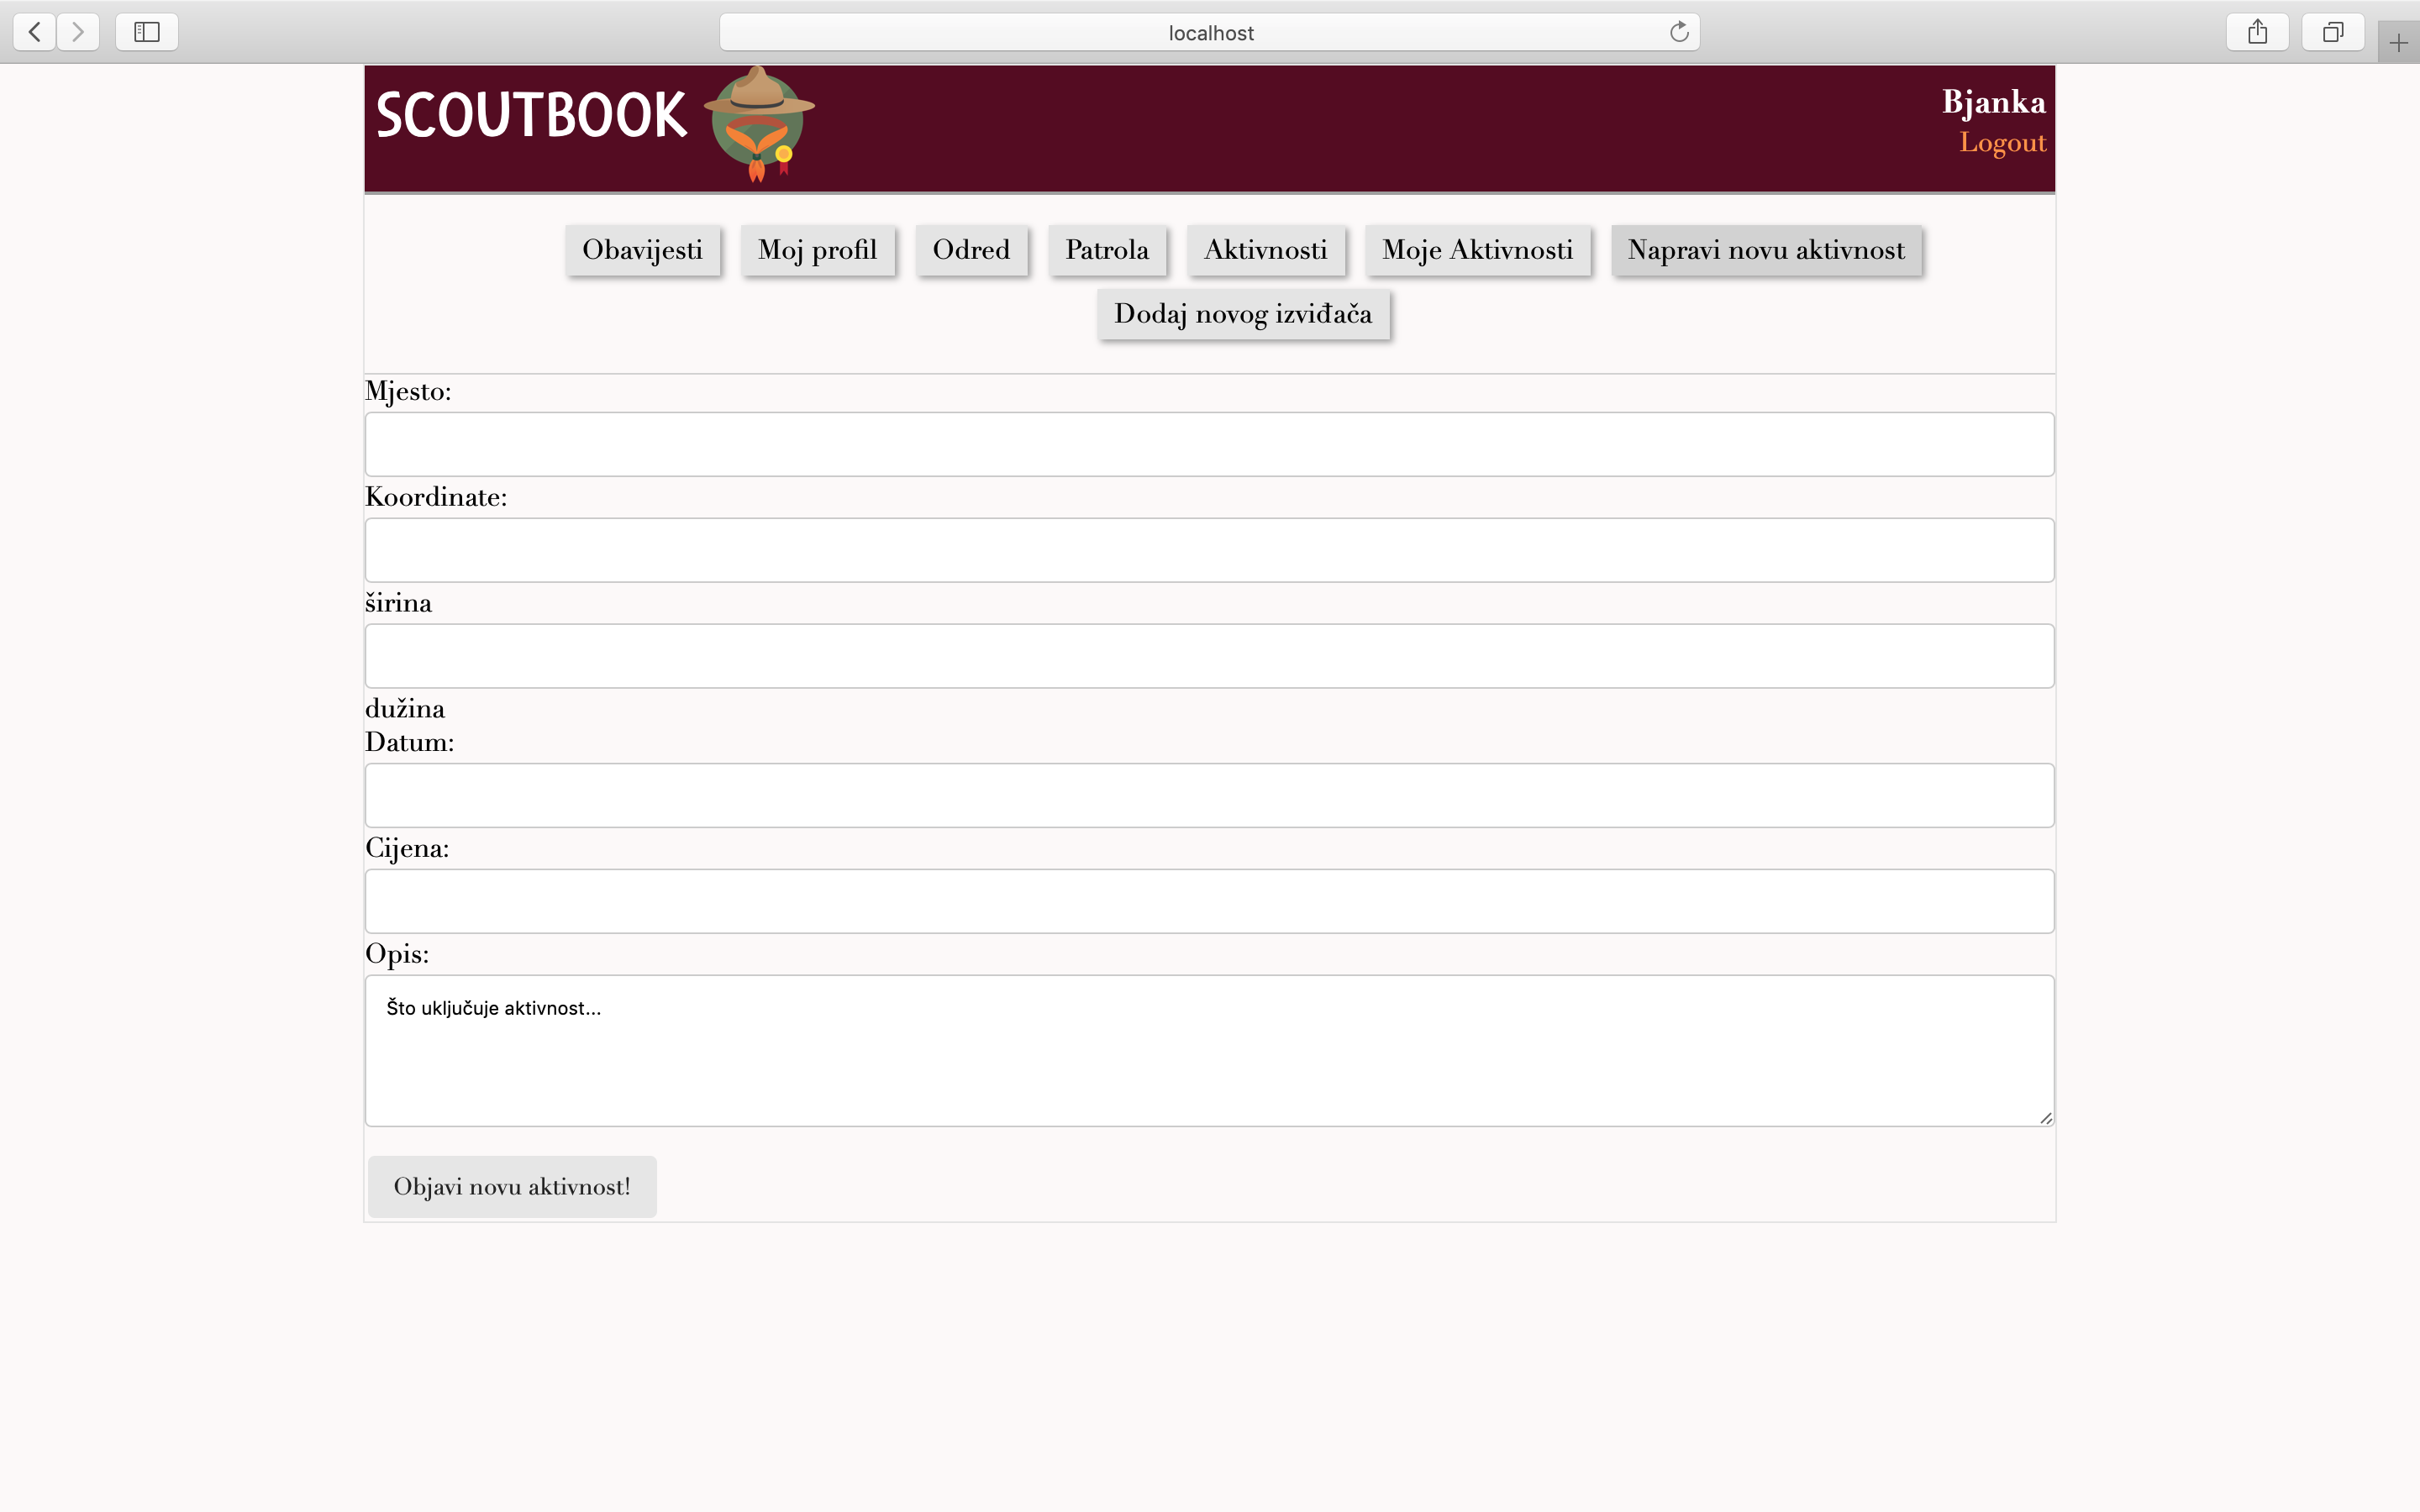 localhost
SCOUTBOOK
Bjanka
Logout
Obavijesti Moj profil Odred Patrola Aktivnosti Moje Aktivnosti Napravi novu aktivnost
Dodaj novog izviđača
Mjesto:
Koordinate:
širina
dužina
Datum:
Cijena:
Opis:
Što uključuje aktivnost...
Objavi novu aktivnost!